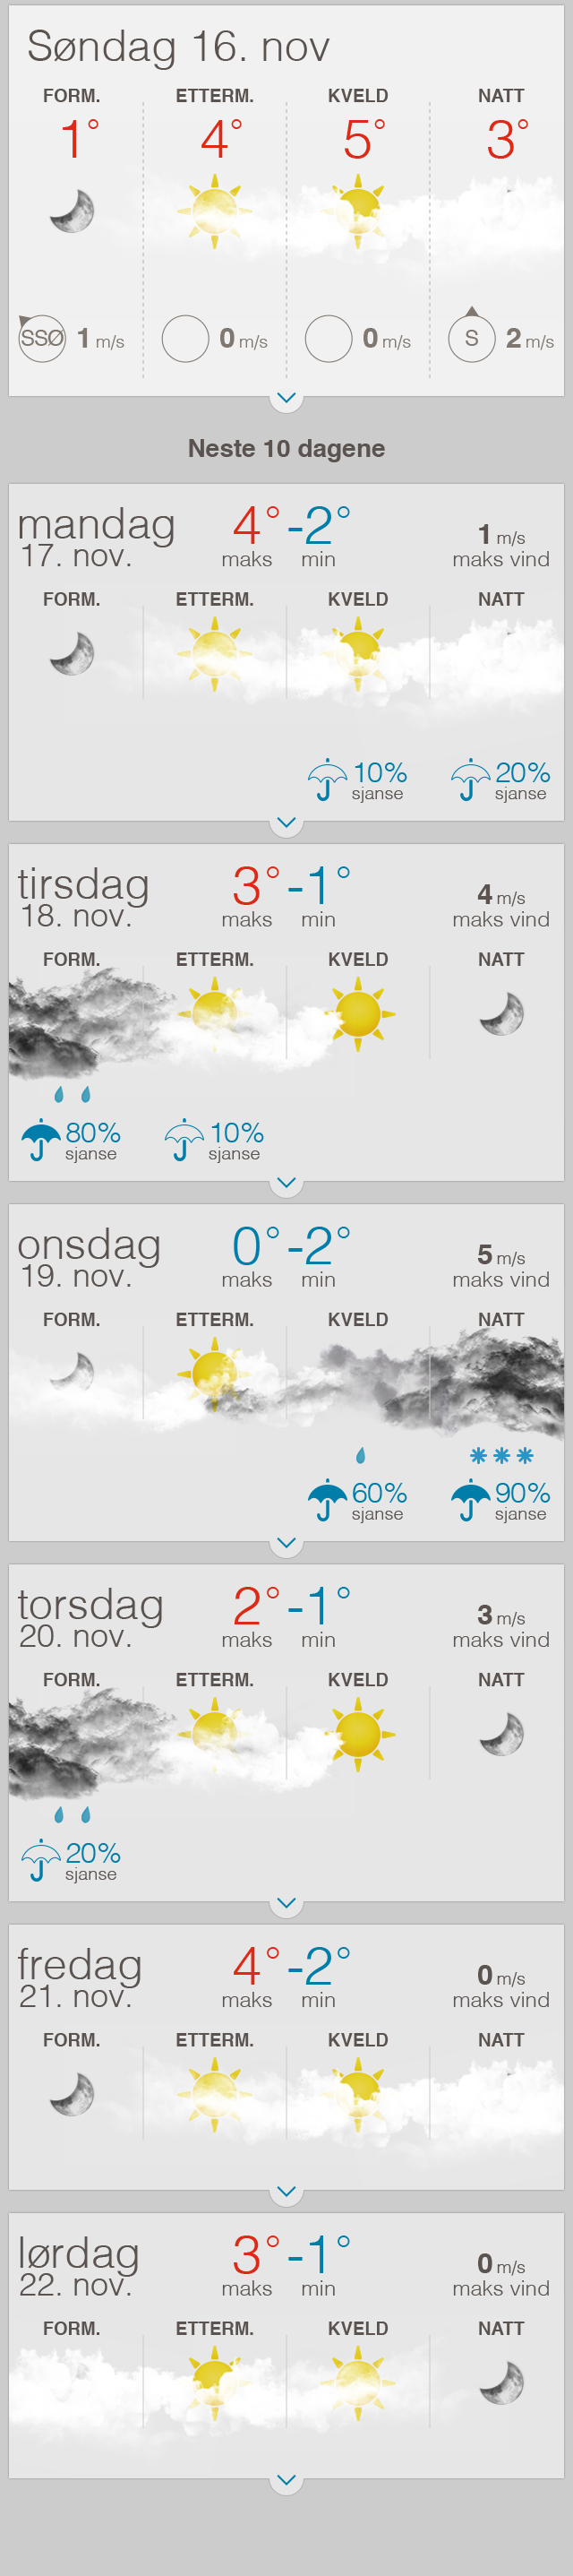 Søndag 16. nov
FORM. ETTERM. KVELD NATT
1° 4° 5° 3°
SSØ 1 m/s 0 m/s 0 m/s S 2 m/s
Neste 10 dagene
mandag 4° -2° 1 m/s
17. nov. maks min maks vind
FORM. ETTERM. KVELD NATT
10% 20%
sjanse sjanse
tirsdag 3° -1° 4 m/s
18. nov. maks min maks vind
FORM. ETTERM. KVELD NATT
80% 10%
sjanse sjanse
onsdag 0° -2° 5 m/s
19. nov. maks min maks vind
FORM. ETTERM. KVELD NATT
60% 90%
sjanse sjanse
torsdag 2° -1° 3 m/s
20. nov. maks min maks vind
FORM. ETTERM. KVELD NATT
20%
sjanse
fredag 4° -2° 0 m/s
21. nov. maks min maks vind
FORM. ETTERM. KVELD NATT
lørdag 3° -1° 0 m/s
22. nov. maks min maks vind
FORM. ETTERM. KVELD NATT